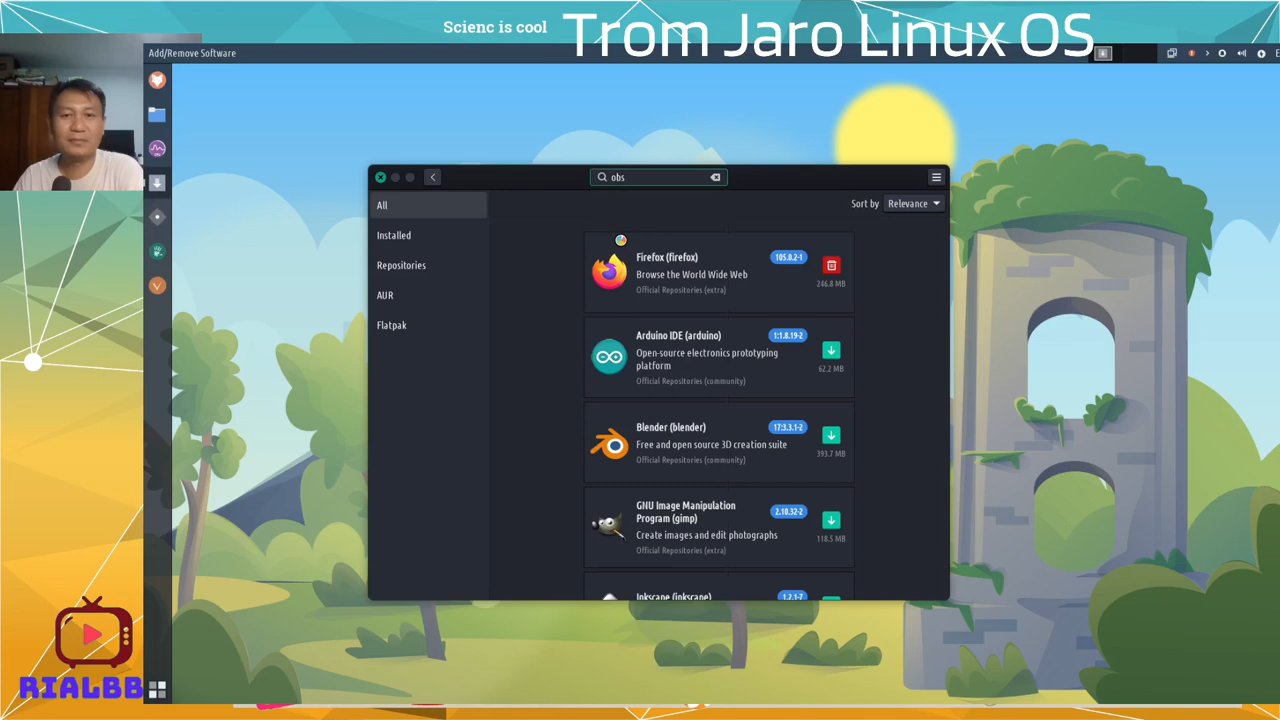 Scienc is cool
Trom Jaro Linux OS
Add/Remove Software
obs
All
Sort by
Relevance
Installed
Repositories
AUR
Flatpak
Firefox (firefox)
105.0.2-1
Browse the World Wide Web
Official Repositories (extra)
246.8 MB
Arduino IDE (arduino)
1:1.8.19-2
Open-source electronics prototyping
platform
Official Repositories (community)
62.2 MB
Blender (blender)
17:3.3.1-2
Free and open source 3D creation suite
Official Repositories (community)
393.7 MB
GNU Image Manipulation
Program (gimp)
2.10.32-2
Create images and edit photographs
Official Repositories (extra)
118.5 MB
Inkscape (inkscape)
1.2.1-7
RIALBB